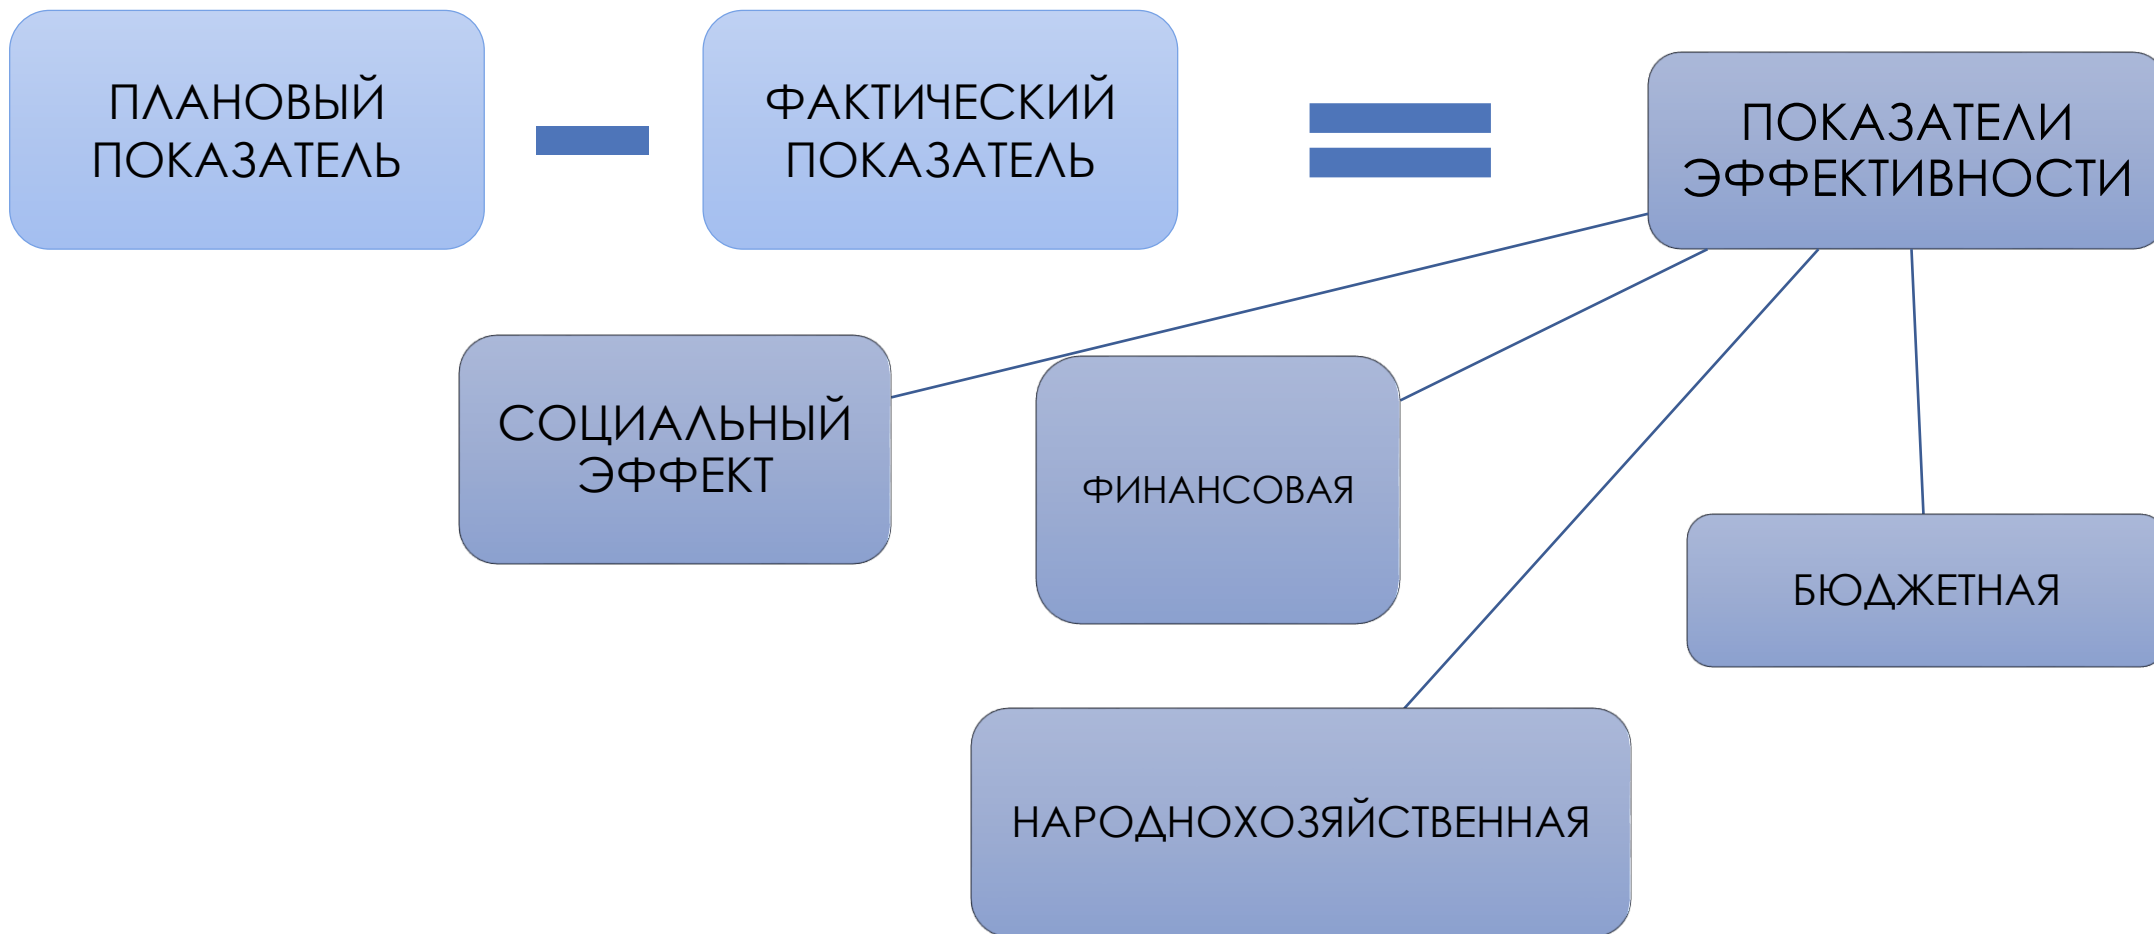 ПЛАНОВЫЙ
ПОКАЗАТЕЛЬ
ФАКТИЧЕСКИЙ
ПОКАЗАТЕЛЬ
ПОКАЗАТЕЛИ
ЭФФЕКТИВНОСТИ
СОЦИАЛЬНЫЙ
ЭФФЕКТ
ФИНАНСОВАЯ
БЮДЖЕТНАЯ
НАРОДНОХОЗЯЙСТВЕННАЯ